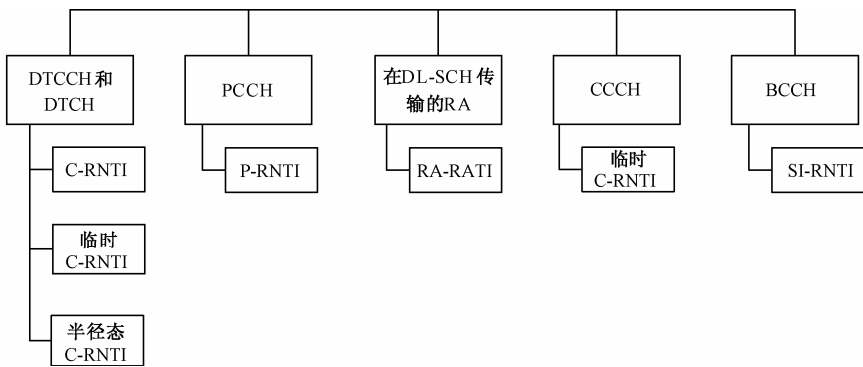 DTCCH和
DTCH
PCCH
在DL-SCH传
输的RA
CCCH
BCCH
C-RNTI
P-RNTI
RA-RATI
临时
C-RNTI
SI-RNTI
临时
C-RNTI
半径态
C-RNTI